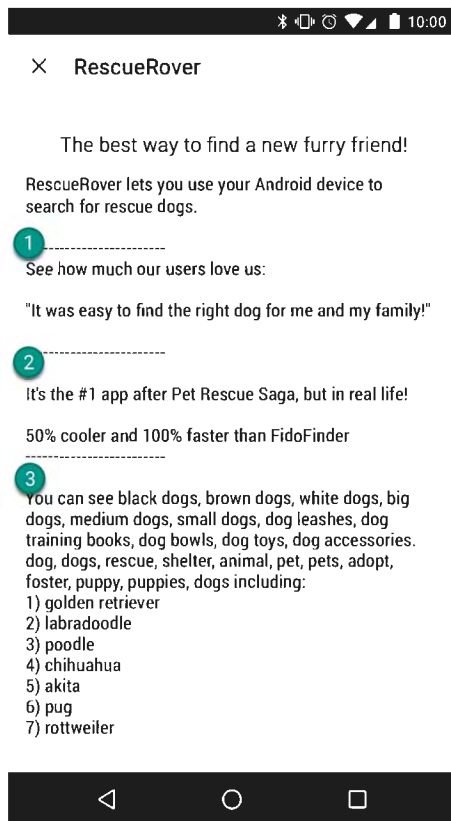 10:00
RescueRover
The best way to find a new furry friend!
RescueRover lets you use your Android device to
search for rescue dogs.
1 ----------------------
See how much our users love us:
"It was easy to find the right dog for me and my family!"
----------------------
2
It's the #1 app after Pet Rescue Saga, but in real life!
50% cooler and 100% faster than FidoFinder
-------------------------
3
You can see black dogs, brown dogs, white dogs, big
dogs, medium dogs, small dogs, dog leashes, dog
training books, dog bowls, dog toys, dog accessories.
dog, dogs, rescue, shelter, animal, pet, pets, adopt,
foster, puppy, puppies, dogs including:
1) golden retriever
2) labradoodle
3) poodle
4) chihuahua
5) akita
6) pug
7) rottweiler